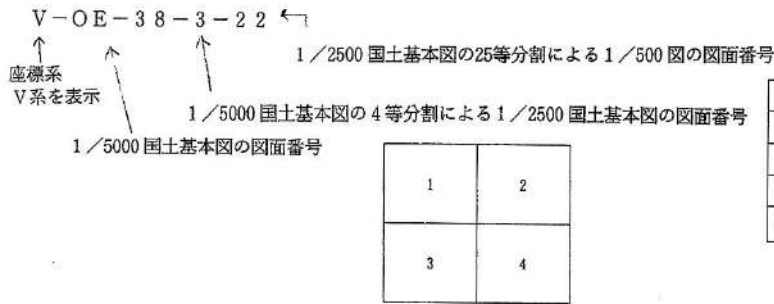 V-OE-38-3-22
1／2500 国土基本図の25等分割による1／500 図の図面番号
座標系
V系を表示
1／5000 国土基本図の4等分割による1／2500 国土基本図の図面番号
1／5000 国土基本図の図面番号
1 2
3 4